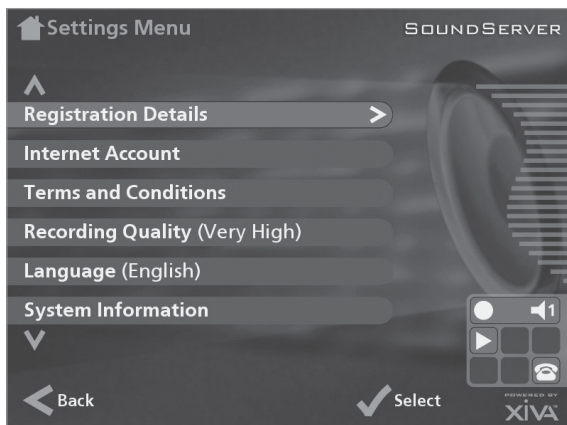 Settings Menu
SOUNDSERVER
Registration Details
Internet Account
Terms and Conditions
Recording Quality (Very High)
Language (English)
System Information
1
Back
Select
POWERED BY
XiVA™